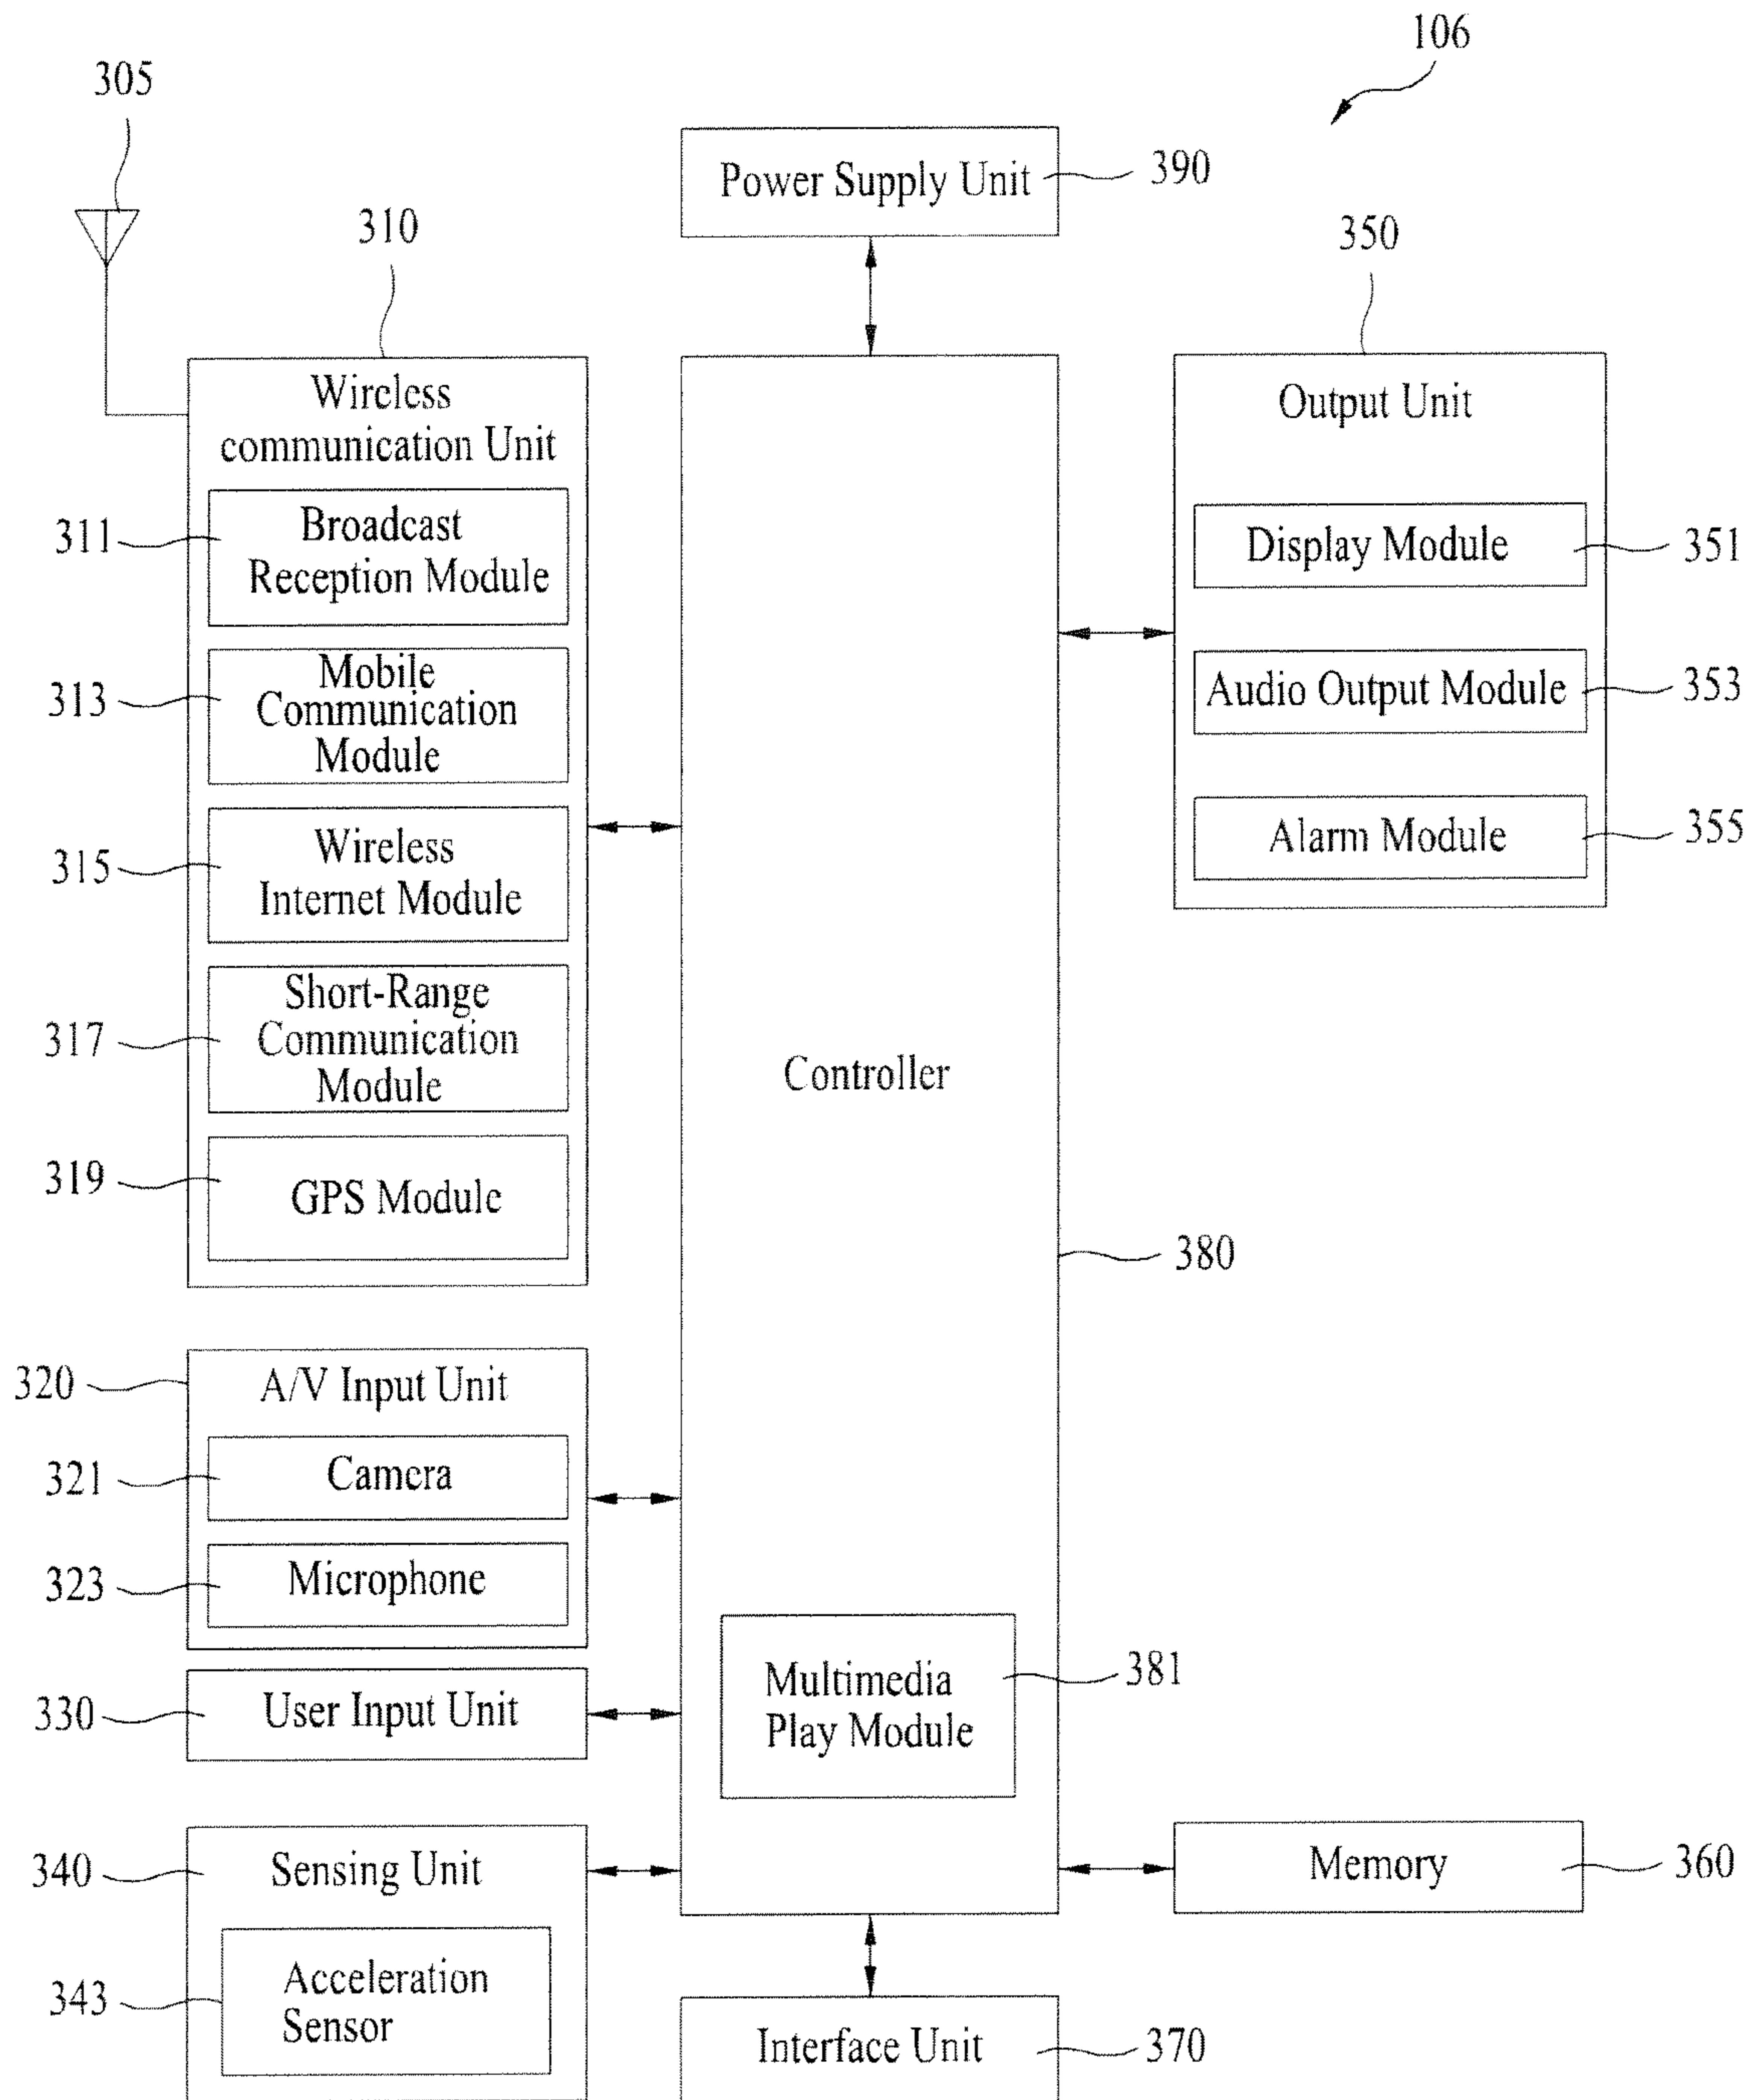 106
305
Power Supply Unit
390
310
350
Wireless
communication Unit
Output Unit
311
Broadcast
Reception Module
Display Module
351
313
Mobile
Communication
Module
Audio Output Module
353
315
Wireless
Internet Module
Alarm Module
355
317
Short-Range
Communication
Module
Controller
319
GPS Module
380
320
A/V Input Unit
321
Camera
323
Microphone
330
User Input Unit
Multimedia
Play Module
381
340
Sensing Unit
Memory
360
343
Acceleration
Sensor
Interface Unit
370